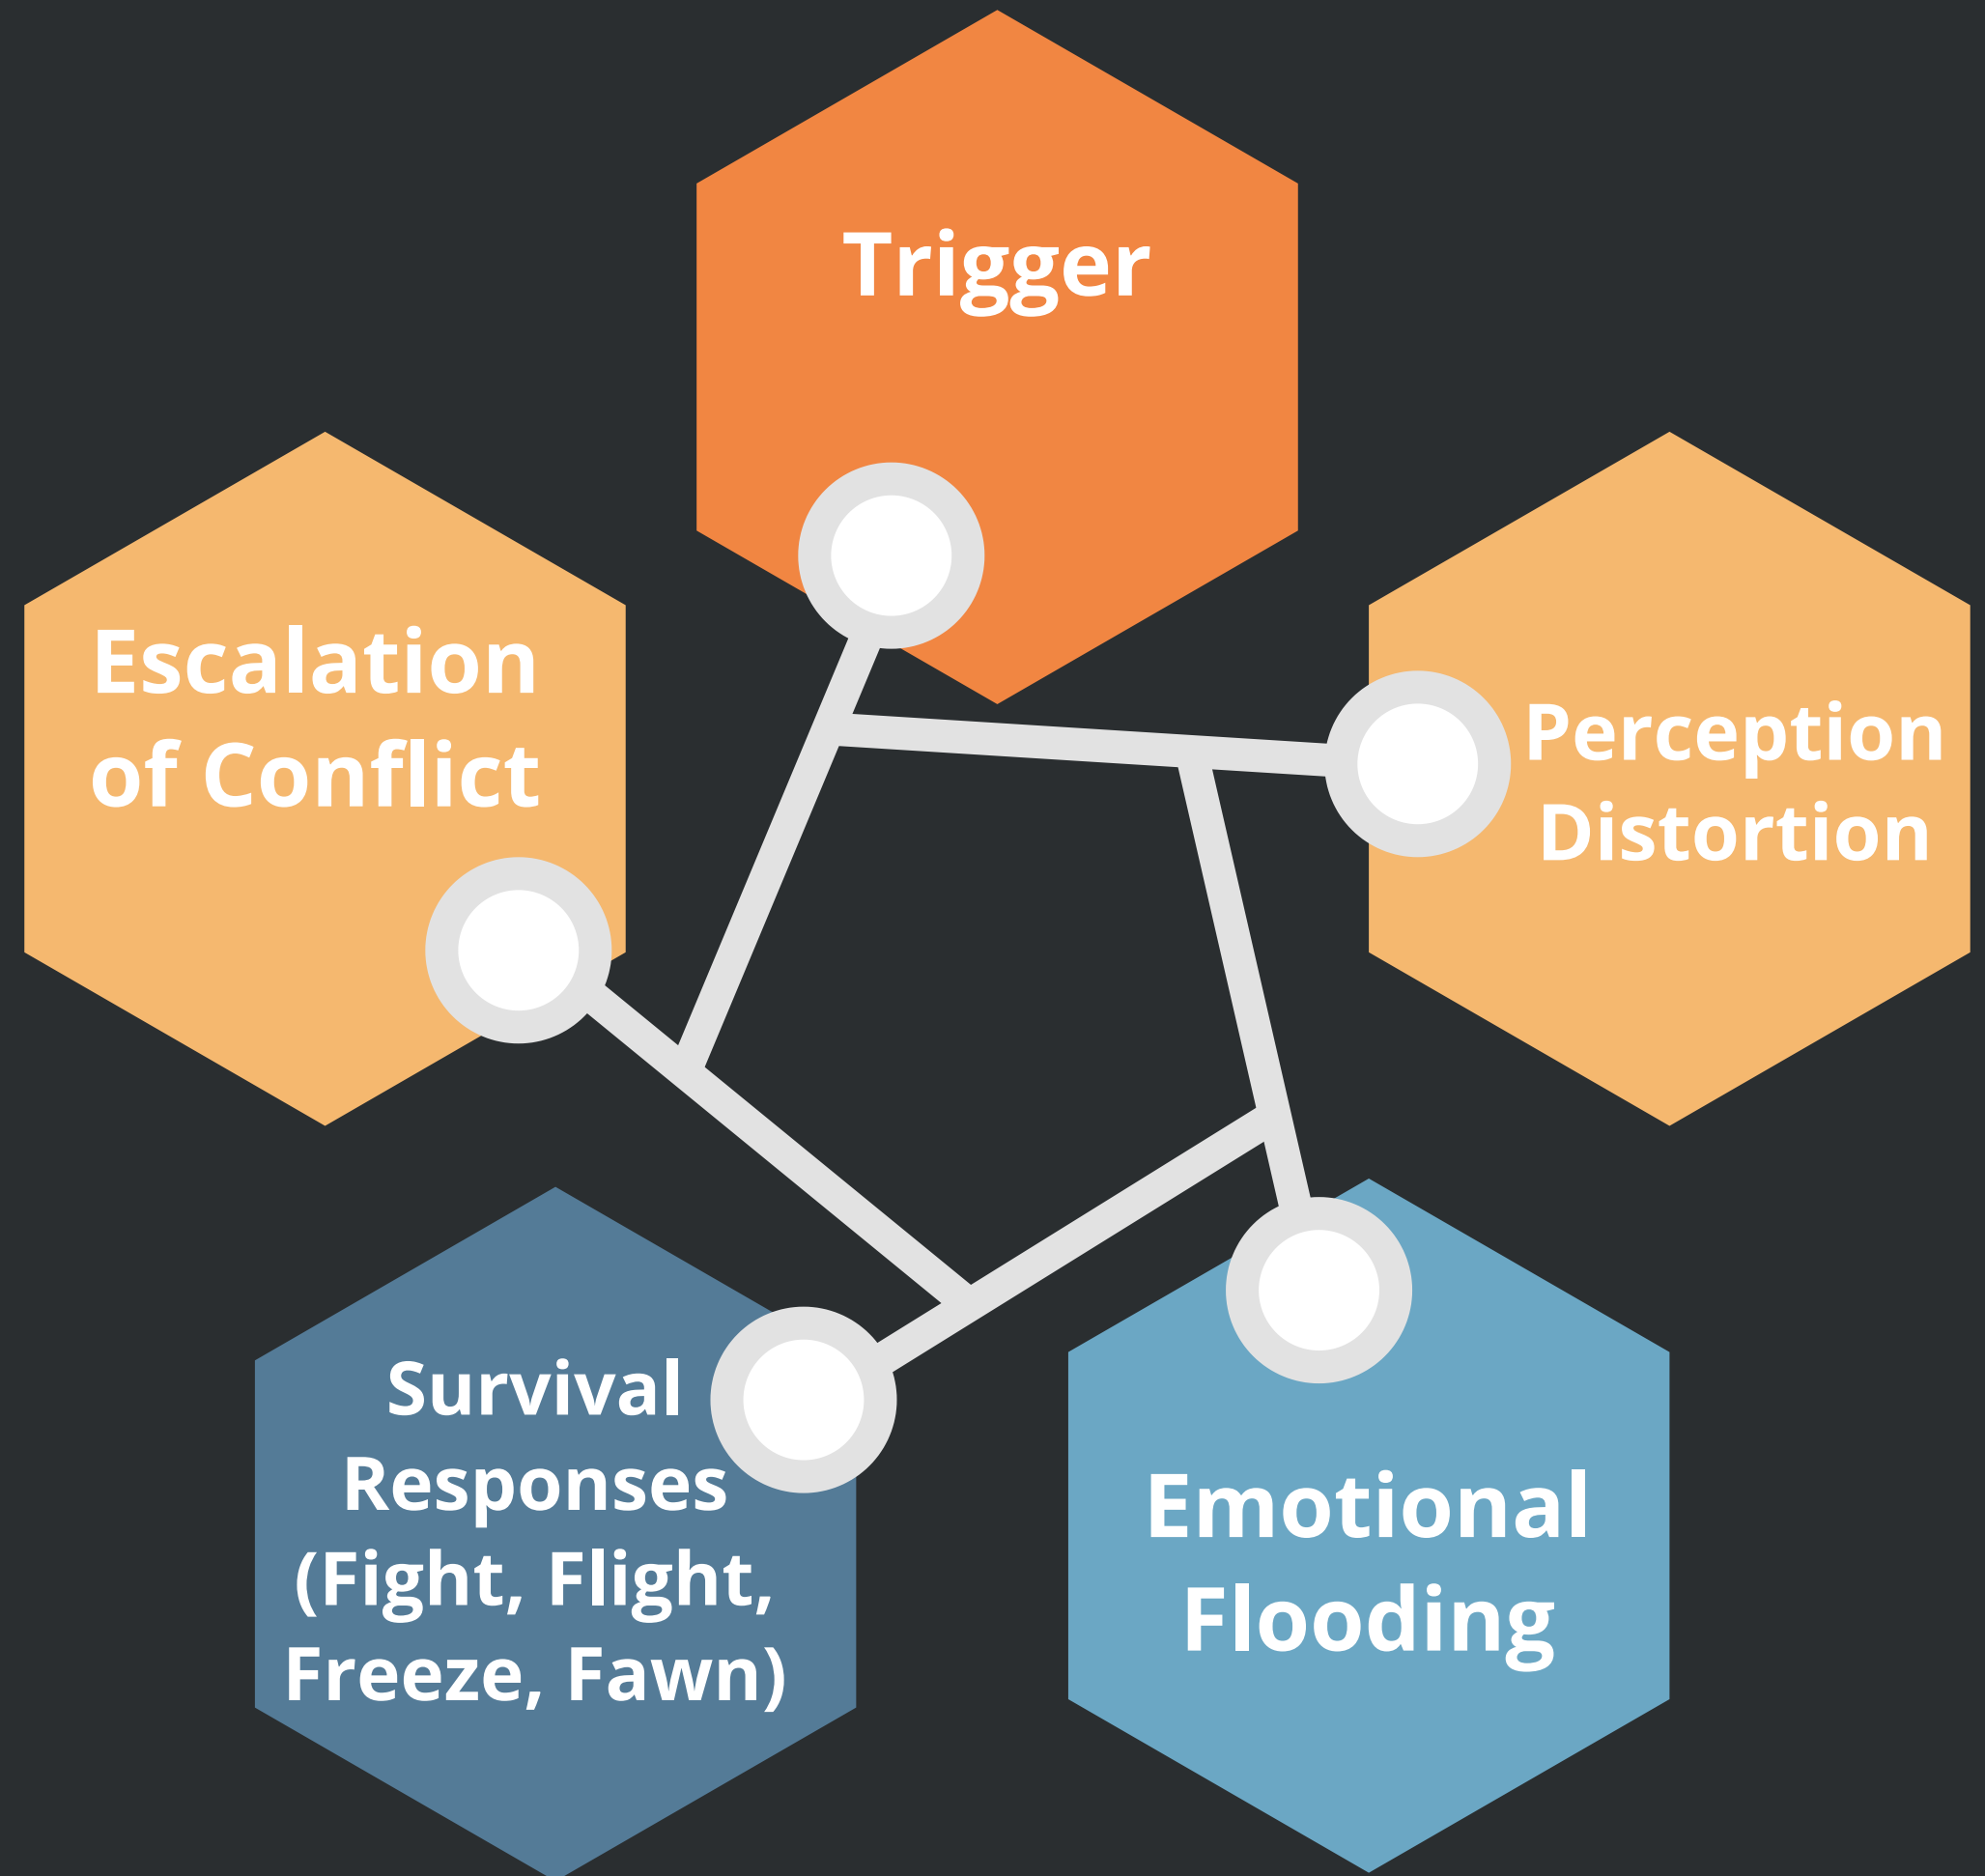 Trigger
Perception
Distortion
Emotional
Flooding
Survival
Responses
(Fight, Flight,
Freeze, Fawn)
Escalation
of Conflict